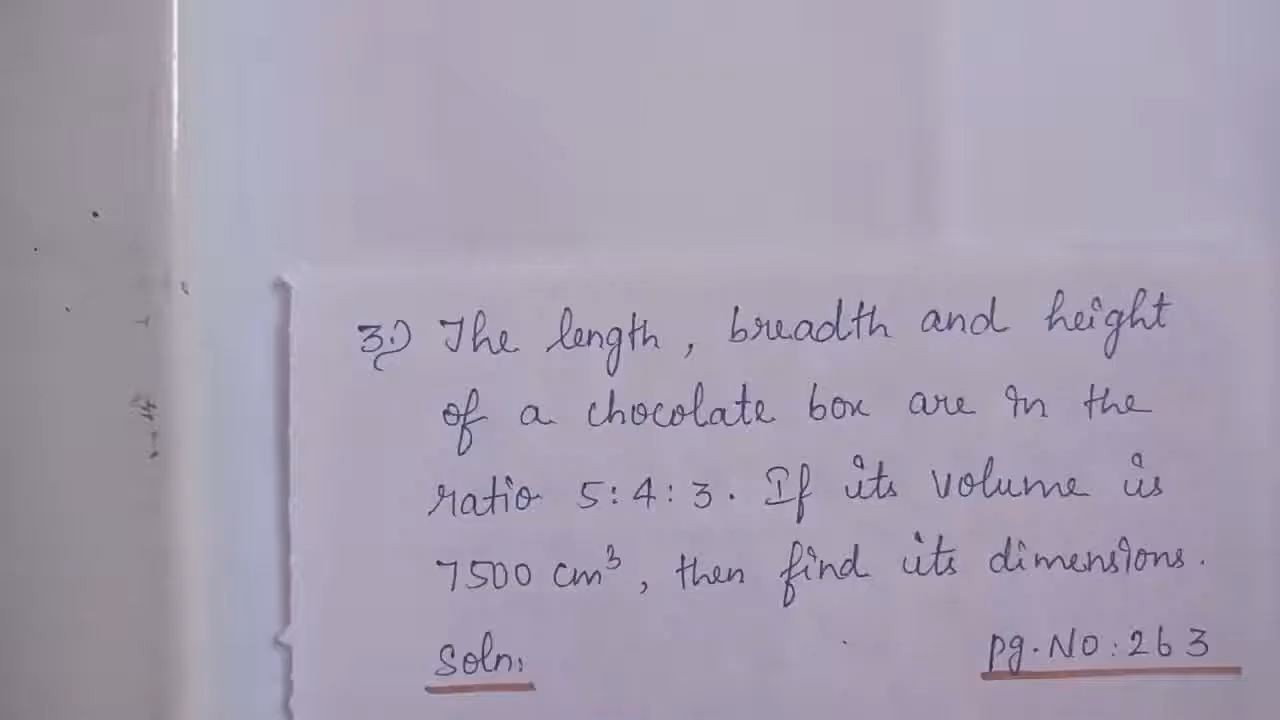 3.) The length, breadth and height
of a chocolate box are in the
ratio 5:4:3. If its volume is
7500 cm³, then find its dimensions.
Soln:
pg.NO:263